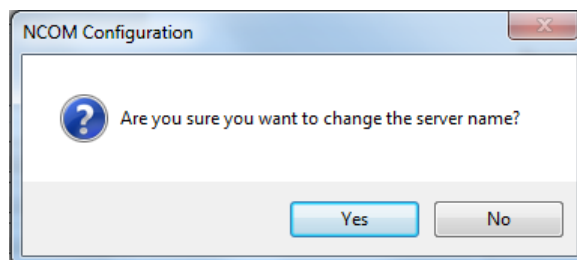 NCOM Configuration
Are you sure you want to change the server name?
Yes
No